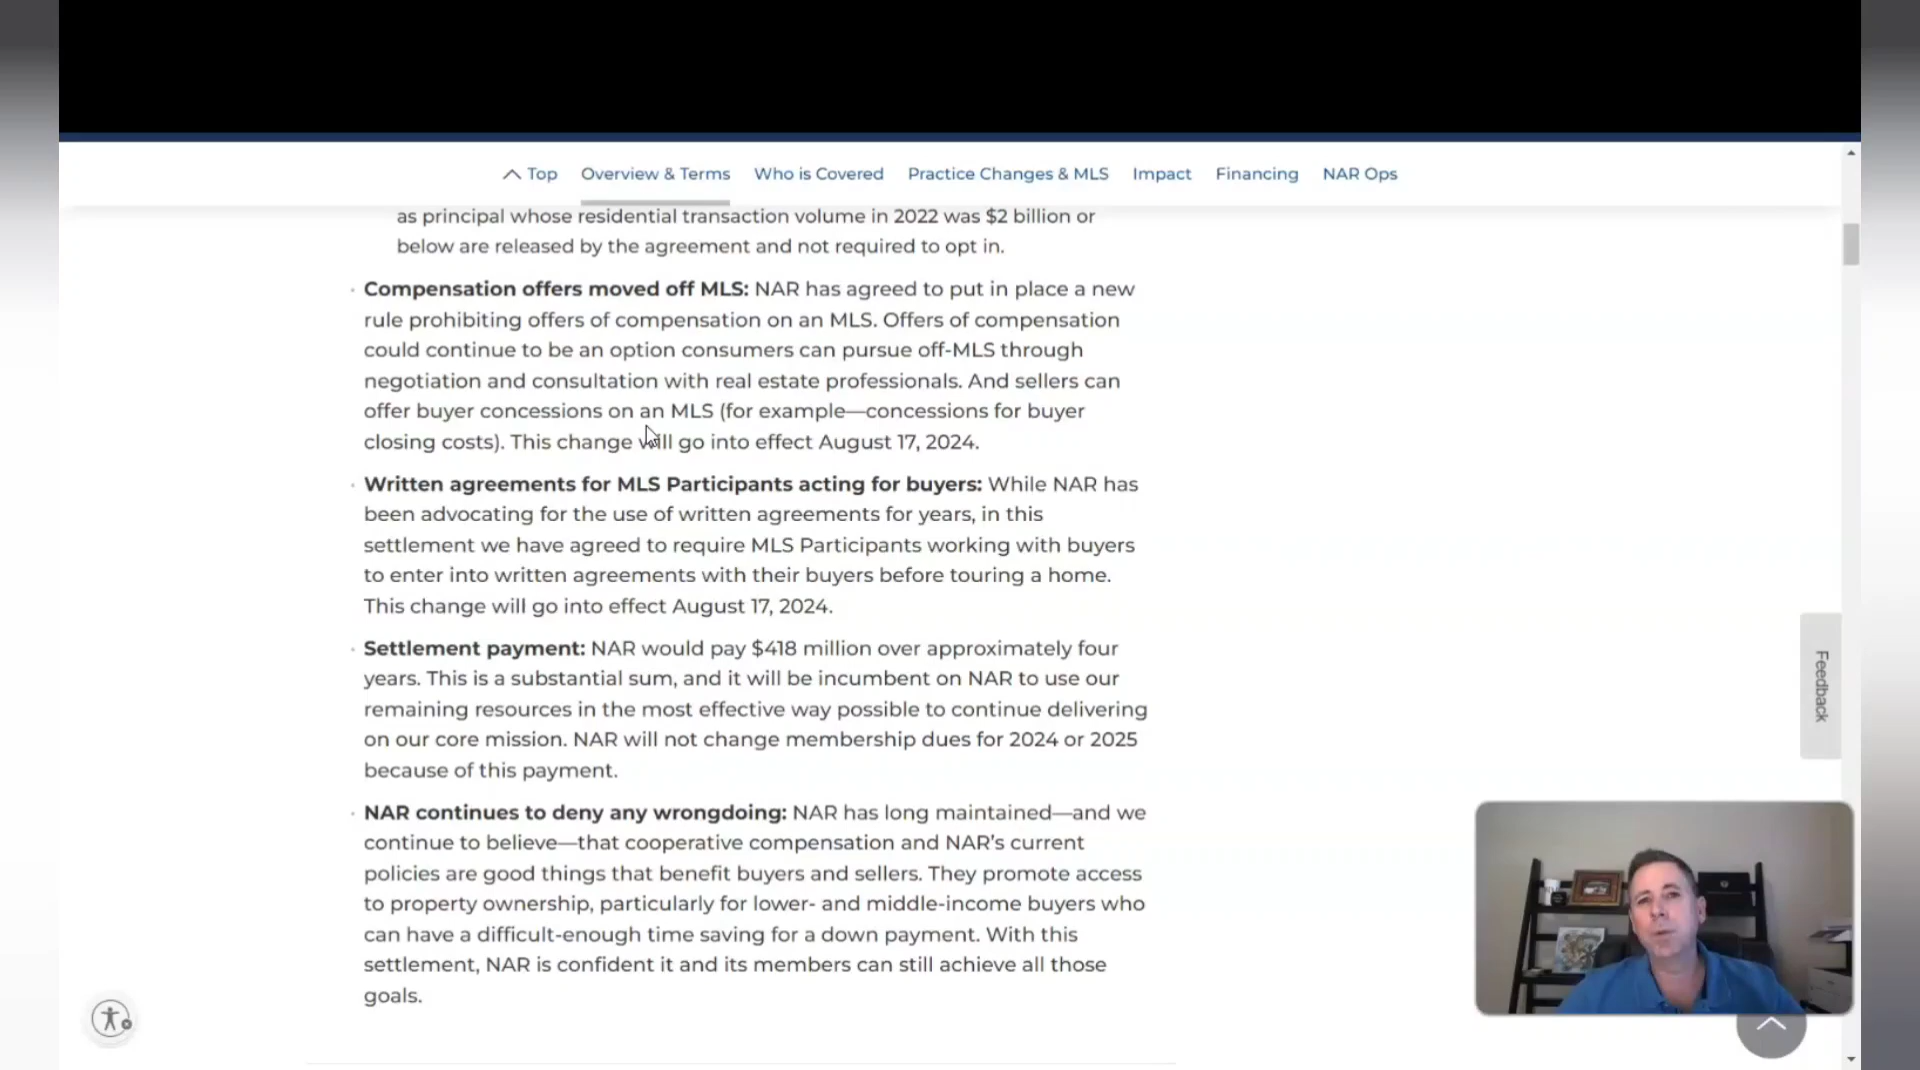 Top Overview & Terms Who is Covered Practice Changes & MLS Impact Financing NAR Ops
as principal whose residential transaction volume in 2022 was $2 billion or
below are released by the agreement and not required to opt in.
Compensation offers moved off MLS: NAR has agreed to put in place a new
rule prohibiting offers of compensation on an MLS. Offers of compensation
could continue to be an option consumers can pursue off-MLS through
negotiation and consultation with real estate professionals. And sellers can
offer buyer concessions on an MLS (for example—concessions for buyer
closing costs). This change will go into effect August 17, 2024.
Written agreements for MLS Participants acting for buyers: While NAR has
been advocating for the use of written agreements for years, in this
settlement we have agreed to require MLS Participants working with buyers
to enter into written agreements with their buyers before touring a home.
This change will go into effect August 17, 2024.
Settlement payment: NAR would pay $418 million over approximately four
years. This is a substantial sum, and it will be incumbent on NAR to use our
remaining resources in the most effective way possible to continue delivering
on our core mission. NAR will not change membership dues for 2024 or 2025
because of this payment.
NAR continues to deny any wrongdoing: NAR has long maintained—and we
continue to believe—that cooperative compensation and NAR's current
policies are good things that benefit buyers and sellers. They promote access
to property ownership, particularly for lower- and middle-income buyers who
can have a difficult-enough time saving for a down payment. With this
settlement, NAR is confident it and its members can still achieve all those
goals.
Feedback